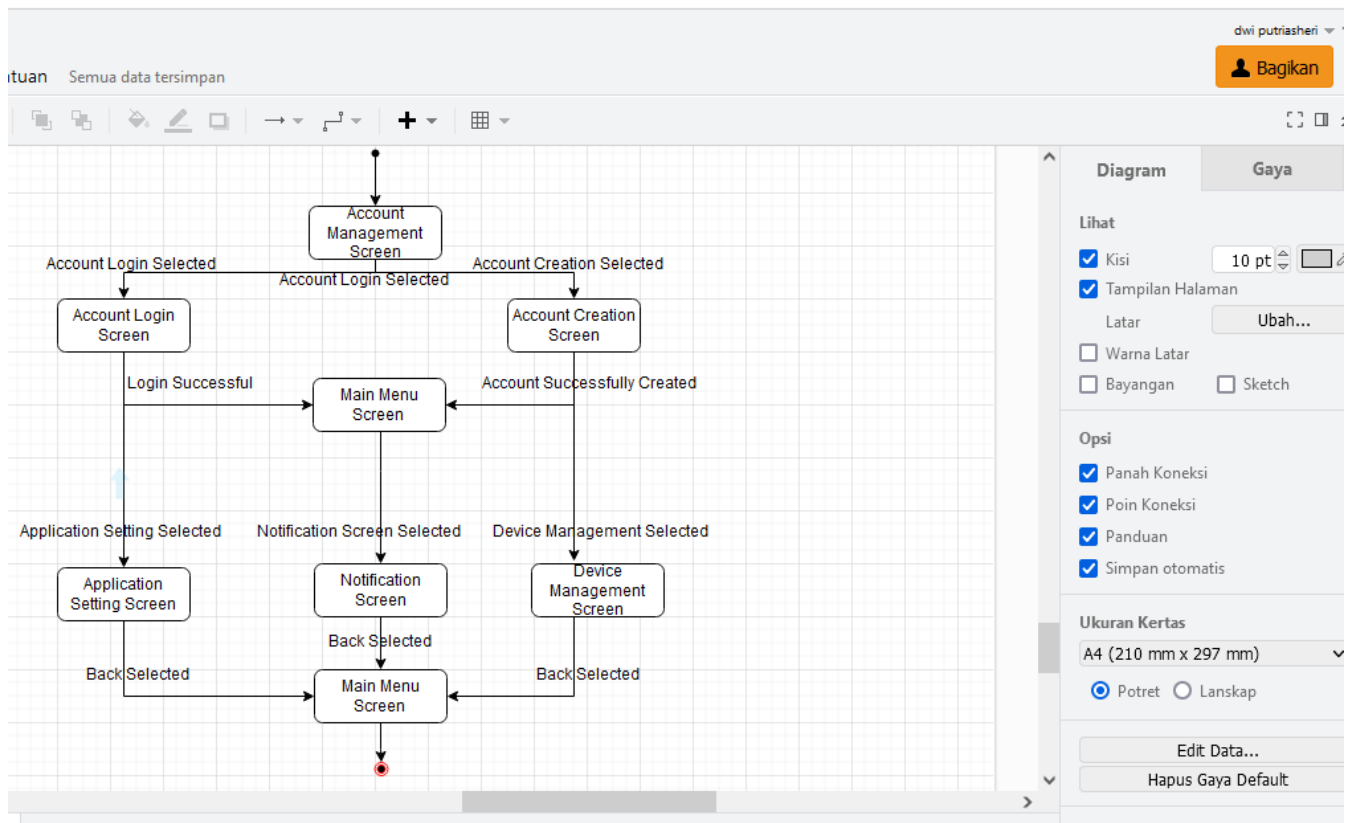 dwi putriasheri
Semua data tersimpan
Bagikan
Diagram
Gaya
Account
Management
Screen
Account Login Selected
Account Creation Selected
Account Login Selected
Account Login
Screen
Account Creation
Screen
Login Successful
Account Successfully Created
Main Menu
Screen
Application Setting Selected
Notification Screen Selected
Device Management Selected
Application
Setting Screen
Notification
Screen
Device
Management
Screen
Back Selected
Back Selected
Back Selected
Main Menu
Screen
Lihat
Kisi
10 pt
Tampilan Halaman
Latar
Ubah...
Warna Latar
Bayangan
Sketch
Opsi
Panah Koneksi
Poin Koneksi
Panduan
Simpan otomatis
Ukuran Kertas
A4 (210 mm x 297 mm)
Potret
Lanskap
Edit Data...
Hapus Gaya Default